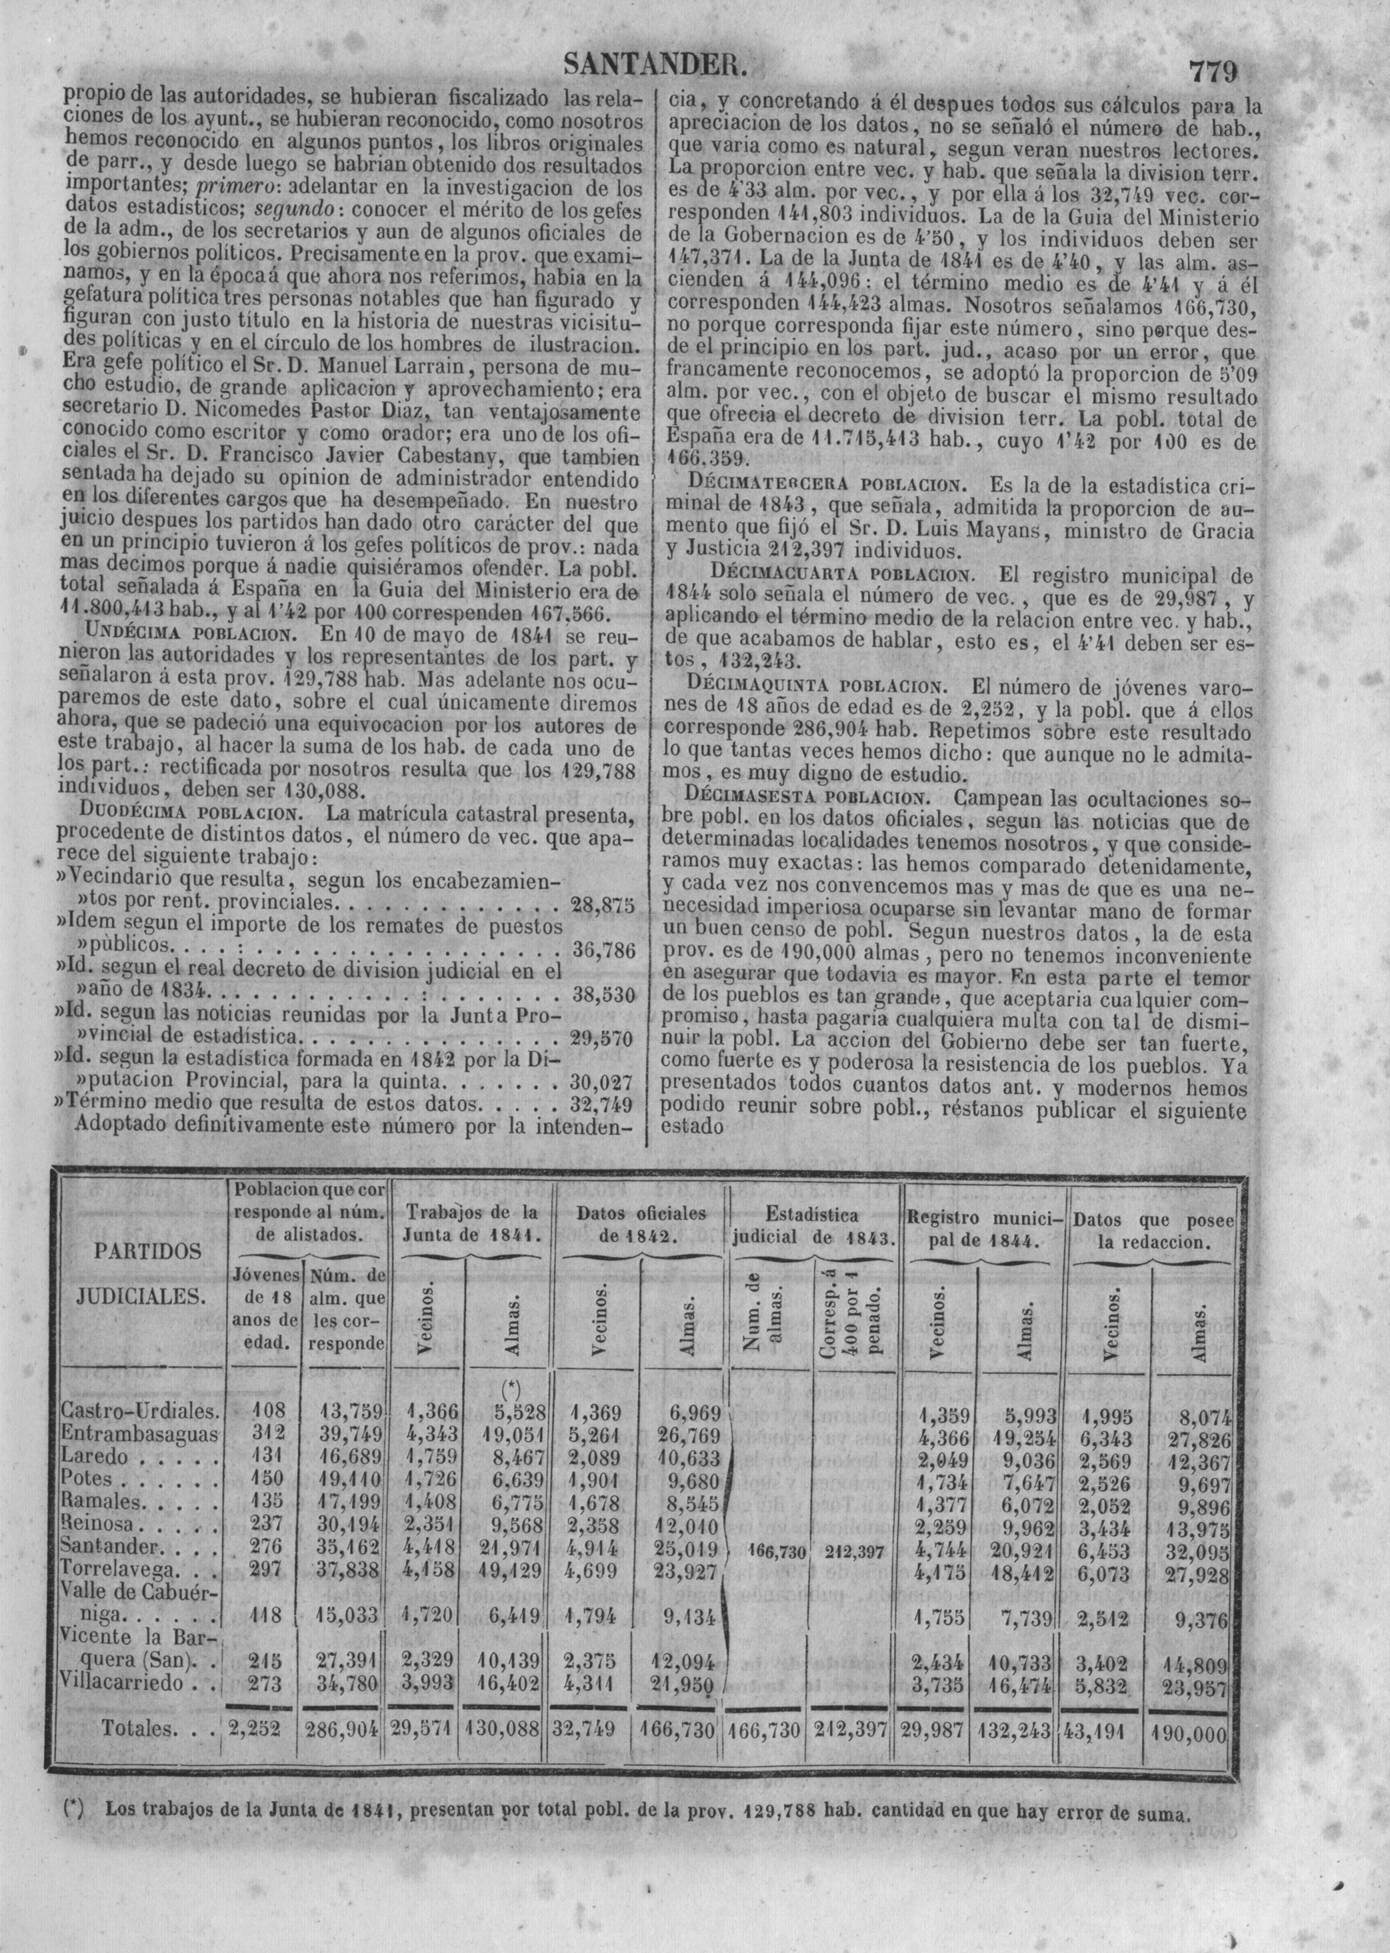 SANTANDER.
779
propio de las autoridades, se hubieran fiscalizado las rela-
ciones de los ayunt., se hubieran reconocido, como nosotros
hemos reconocido en algunos puntos, los libros originales
de parr., y desde luego se habrian obtenido dos resultados
importantes; primero: adelantar en la investigacion de los
datos estadísticos; segundo: conocer el mérito de los gefes
de la adm., de los secretarios y aun de algunos oficiales de
los gobiernos políticos. Precisamente en la prov. que exami-
namos, y en la época á que ahora nos referimos, habia en la
gefatura política tres personas notables que han figurado y
figuran con justo título en la historia de nuestras vicisitu-
des políticas y en el círculo de los hombres de ilustracion.
Era gefe político el Sr. D. Manuel Larrain, persona de mu-
cho estudio, de grande aplicacion y aprovechamiento; era
secretario D. Nicomedes Pastor Diaz, tan ventajosamente
conocido como escritor y como orador; era uno de los ofi-
ciales el Sr. D. Francisco Javier Cabestany, que tambien
sentada ha dejado su opinion de administrador entendido
en los diferentes cargos que ha desempeñado. En nuestro
juicio despues los partidos han dado otro carácter del que
en un principio tuvieron á los gefes políticos de prov.: nada
mas decimos porque á nadie quisiéramos ofender. La pobl.
total señalada á España en la Guia del Ministerio era de
11.800,413 hab., y al 1'42 por 100 correspenden 167,566.
UNDÉCIMA POBLACION. En 10 de mayo de 1841 se reu-
nieron las autoridades y los representantes de los part. y
señalaron á esta prov. 129,788 hab. Mas adelante nos ocu-
paremos de este dato, sobre el cual únicamente diremos
ahora, que se padeció una equivocacion por los autores de
este trabajo, al hacer la suma de los hab. de cada uno de
los part.: rectificada por nosotros resulta que los 129,788
individuos, deben ser 130,088.
DUODÉCIMA POBLACION. La matrícula catastral presenta,
procedente de distintos datos, el número de vec. que apa-
rece del siguiente trabajo:
»Vecindario que resulta, segun los encabezamien-
»tos por rent. provinciales. . . . . . . . . . . . . 28,875
»Idem segun el importe de los remates de puestos
»públicos. . . . . . . . . . . . . . . . . . . . . 36,786
»Id. segun el real decreto de division judicial en el
»año de 1834. . . . . . . . . . . . . . . . . . . 38,530
»Id. segun las noticias reunidas por la Junta Pro-
»vincial de estadística. . . . . . . . . . . . . . . 29,570
»Id. segun la estadística formada en 1842 por la Di-
»putacion Provincial, para la quinta. . . . . . . . 30,027
»Término medio que resulta de estos datos. . . . . 32,749
Adoptado definitivamente este número por la intenden-
cia, y concretando á él despues todos sus cálculos para la
apreciacion de los datos, no se señaló el número de hab.,
que varia como es natural, segun veran nuestros lectores.
La proporcion entre vec. y hab. que señala la division terr.
es de 4'33 alm. por vec., y por ella á los 32,749 vec. cor-
responden 141,803 individuos. La de la Guia del Ministerio
de la Gobernacion es de 4'50, y los individuos deben ser
147,371. La de la Junta de 1841 es de 4'40, y las alm. as-
cienden á 144,096: el término medio es de 4'41 y á él
corresponden 144,423 almas. Nosotros señalamos 166,730,
no porque corresponda fijar este número, sino porque des-
de el principio en los part. jud., acaso por un error, que
francamente reconocemos, se adoptó la proporcion de 5'09
alm. por vec., con el objeto de buscar el mismo resultado
que ofrecia el decreto de division terr. La pobl. total de
España era de 11.715,413 hab., cuyo 1'42 por 100 es de
166,359.
DÉCIMATERCERA POBLACION. Es la de la estadística cri-
minal de 1843, que señala, admitida la proporcion de au-
mento que fijó el Sr. D. Luis Mayans, ministro de Gracia
y Justicia 212,397 individuos.
DÉCIMACUARTA POBLACION. El registro municipal de
1844 solo señala el número de vec., que es de 29,987, y
aplicando el término medio de la relacion entre vec. y hab.,
de que acabamos de hablar, esto es, el 4'41 deben ser es-
tos, 132,243.
DÉCIMAQUINTA POBLACION. El número de jóvenes varo-
nes de 18 años de edad es de 2,252, y la pobl. que á ellos
corresponde 286,904 hab. Repetimos sobre este resultado
lo que tantas veces hemos dicho: que aunque no le admita-
mos, es muy digno de estudio.
DÉCIMASESTA POBLACION. Campean las ocultaciones so-
bre pobl. en los datos oficiales, segun las noticias que de
determinadas localidades tenemos nosotros, y que conside-
ramos muy exactas: las hemos comparado detenidamente,
y cada vez nos convencemos mas y mas de que es una ne-
necesidad imperiosa ocuparse sin levantar mano de formar
un buen censo de pobl. Segun nuestros datos, la de esta
prov. es de 190,000 almas, pero no tenemos inconveniente
en asegurar que todavia es mayor. En esta parte el temor
de los pueblos es tan grande, que aceptaria cualquier com-
promiso, hasta pagaria cualquiera multa con tal de dismi-
nuir la pobl. La accion del Gobierno debe ser tan fuerte,
como fuerte es y poderosa la resistencia de los pueblos. Ya
presentados todos cuantos datos ant. y modernos hemos
podido reunir sobre pobl., réstanos publicar el siguiente
estado
PARTIDOS JUDICIALES.
Poblacion que cor
responde al núm.
de alistados.
Trabajos de la
Junta de 1841.
Datos oficiales
de 1842.
Estadística
judicial de 1843.
Registro munici-
pal de 1844.
Datos que posee
la redaccion.
Jóvenes
de 18
anos de
edad.
Núm. de
alm. que
les cor-
responde
Vecinos.
Almas.
Vecinos.
Almas.
Num. de
almas.
Corresp. á
400 por 1
penado.
Vecinos.
Almas.
Vecinos.
Almas.
(*)
Castro-Urdiales. 108 13,759 1,366 5,528 1,369 6,969 1,359 5,993 1,995 8,074
Entrambasaguas 312 39,749 4,343 19,051 5,261 26,769 4,366 19,254 6,343 27,826
Laredo . . . . . 131 16,689 1,759 8,467 2,089 10,633 2,049 9,036 2,569 12,367
Potes . . . . . . 150 19,110 1,726 6,639 1,901 9,680 1,734 7,647 2,526 9,697
Ramales. . . . . 135 17,199 1,408 6,775 1,678 8,545 1,377 6,072 2,052 9,896
Reinosa . . . . . 237 30,194 2,351 9,568 2,358 12,010 2,259 9,962 3,434 13,975
Santander. . . . 276 35,162 4,418 21,971 4,914 25,019 166,730 212,397 4,744 20,921 6,453 32,095
Torrelavega. . . 297 37,838 4,158 19,129 4,699 23,927 4,175 18,412 6,073 27,928
Valle de Cabuér-
niga. . . . . . 118 15,033 1,720 6,419 1,794 9,134 1,755 7,739 2,512 9,376
Vicente la Bar-
quera (San). . 215 27,391 2,329 10,139 2,375 12,094 2,434 10,733 3,402 14,809
Villacarriedo . . 273 34,780 3,993 16,402 4,311 21,950 3,735 16,474 5,832 23,957
Totales. . . 2,252 286,904 29,571 130,088 32,749 166,730 166,730 212,397 29,987 132,243 43,191 190,000
(*) Los trabajos de la Junta de 1841, presentan por total pobl. de la prov. 129,788 hab. cantidad en que hay error de suma.